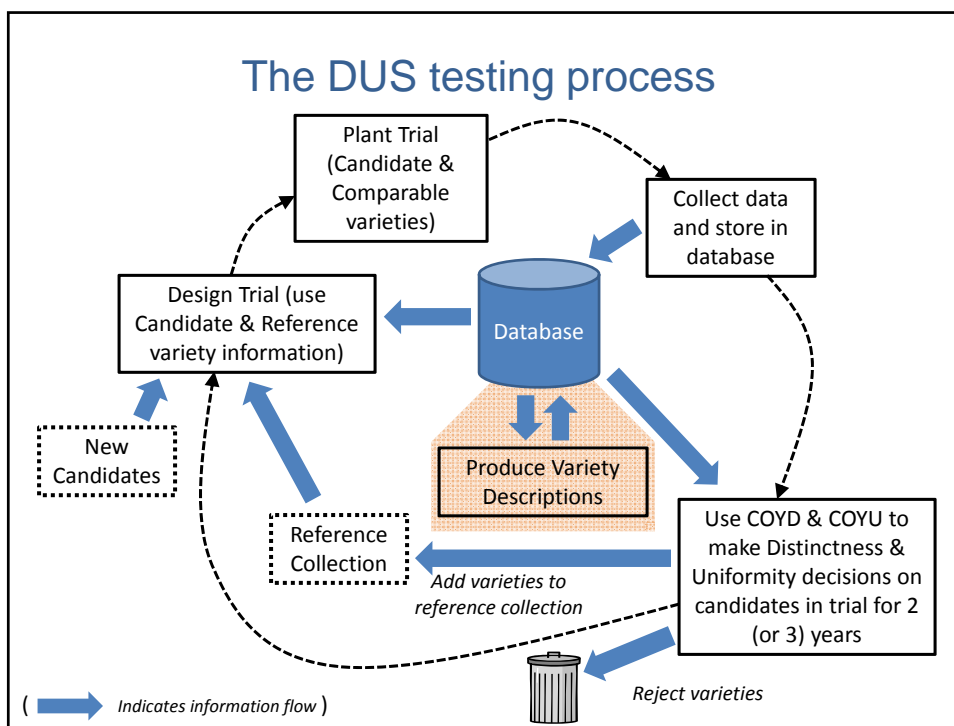 The DUS testing process
Plant Trial
(Candidate &
Comparable
varieties)
Collect data
and store in
database
Design Trial (use
Candidate & Reference
variety information)
Database
New
Candidates
Produce Variety
Descriptions
Reference
Collection
Use COYD & COYU to
make Distinctness &
Uniformity decisions on
candidates in trial for 2
(or 3) years
Add varieties to
reference collection
Reject varieties
( Indicates information flow )